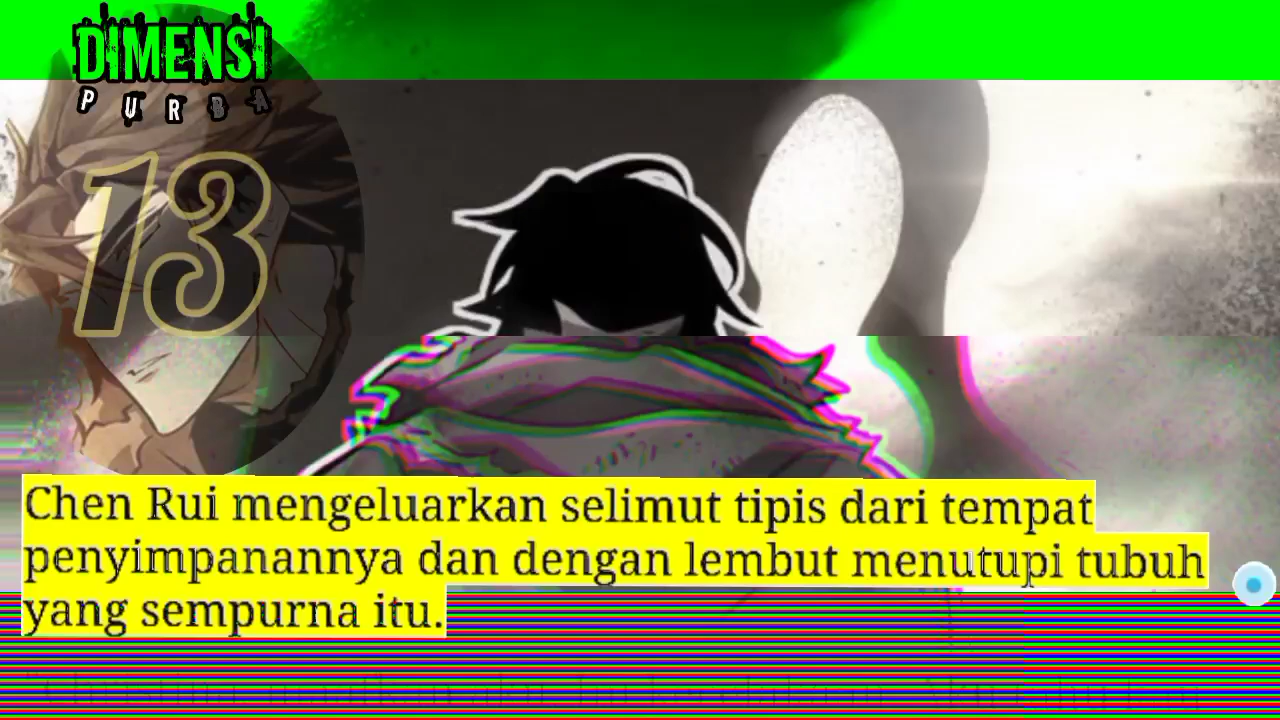 DIMENSI
PURBA
13
Chen Rui mengeluarkan selimut tipis dari tempat
penyimpanannya dan dengan lembut menutupi tubuh
yang sempurna itu.